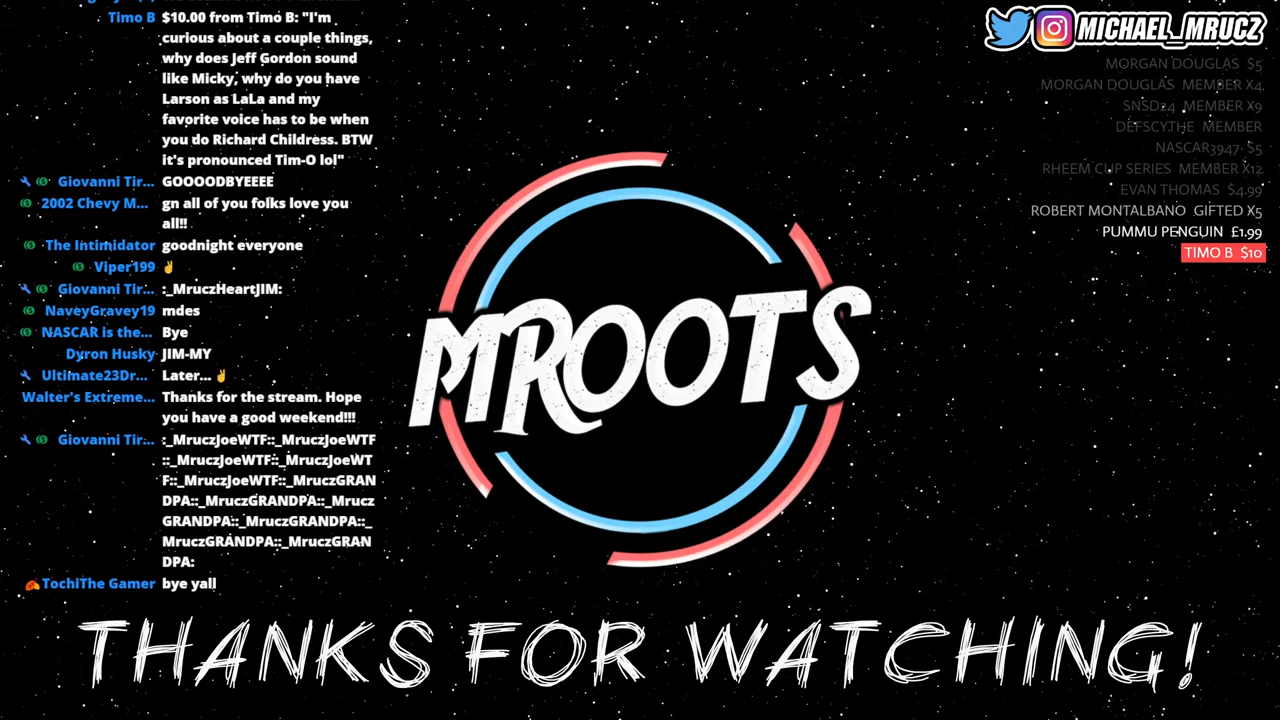 Timo B $10.00 from Timo B: "I'm
curious about a couple things,
why does Jeff Gordon sound
like Micky, why do you have
Larson as LaLa and my
favorite voice has to be when
you do Richard Childress. BTW
it's pronounced Tim-O lol"
Giovanni Tir... GOOOODBYEEEE
2002 Chevy M... gn all of you folks love you
all!!
The Intimidator goodnight everyone
Viper199 ✌
Giovanni Tir... :_MruczHeartJIM:
NaveyGravey19 mdes
NASCAR is the... Bye
Dyron Husky JIM-MY
Ultimate23Dr... Later...✌
Walter's Extreme... Thanks for the stream. Hope
you have a good weekend!!!
Giovanni Tir... :_MruczJoeWTF::_MruczJoeWTF
::_MruczJoeWTF::_MruczJoeWT
F::_MruczJoeWTF::_MruczGRAN
DPA::_MruczGRANDPA::_Mrucz
GRANDPA::_MruczGRANDPA::_
MruczGRANDPA::_MruczGRAN
DPA:
TochiThe Gamer bye yall
MROOTS
MICHAEL_MRUCZ
MORGAN DOUGLAS $5
MORGAN DOUGLAS MEMBER X4
SNSD24 MEMBER X9
DEFSCY.THE MEMBER
NASCAR3947 $5
RHEEM CUP SERIES MEMBER X12
EVAN THOMAS $4.99
ROBERT MONTALBANO GIFTED X5
PUMMU PENGUIN £1.99
TIMO B $10
THANKS FOR WATCHING!